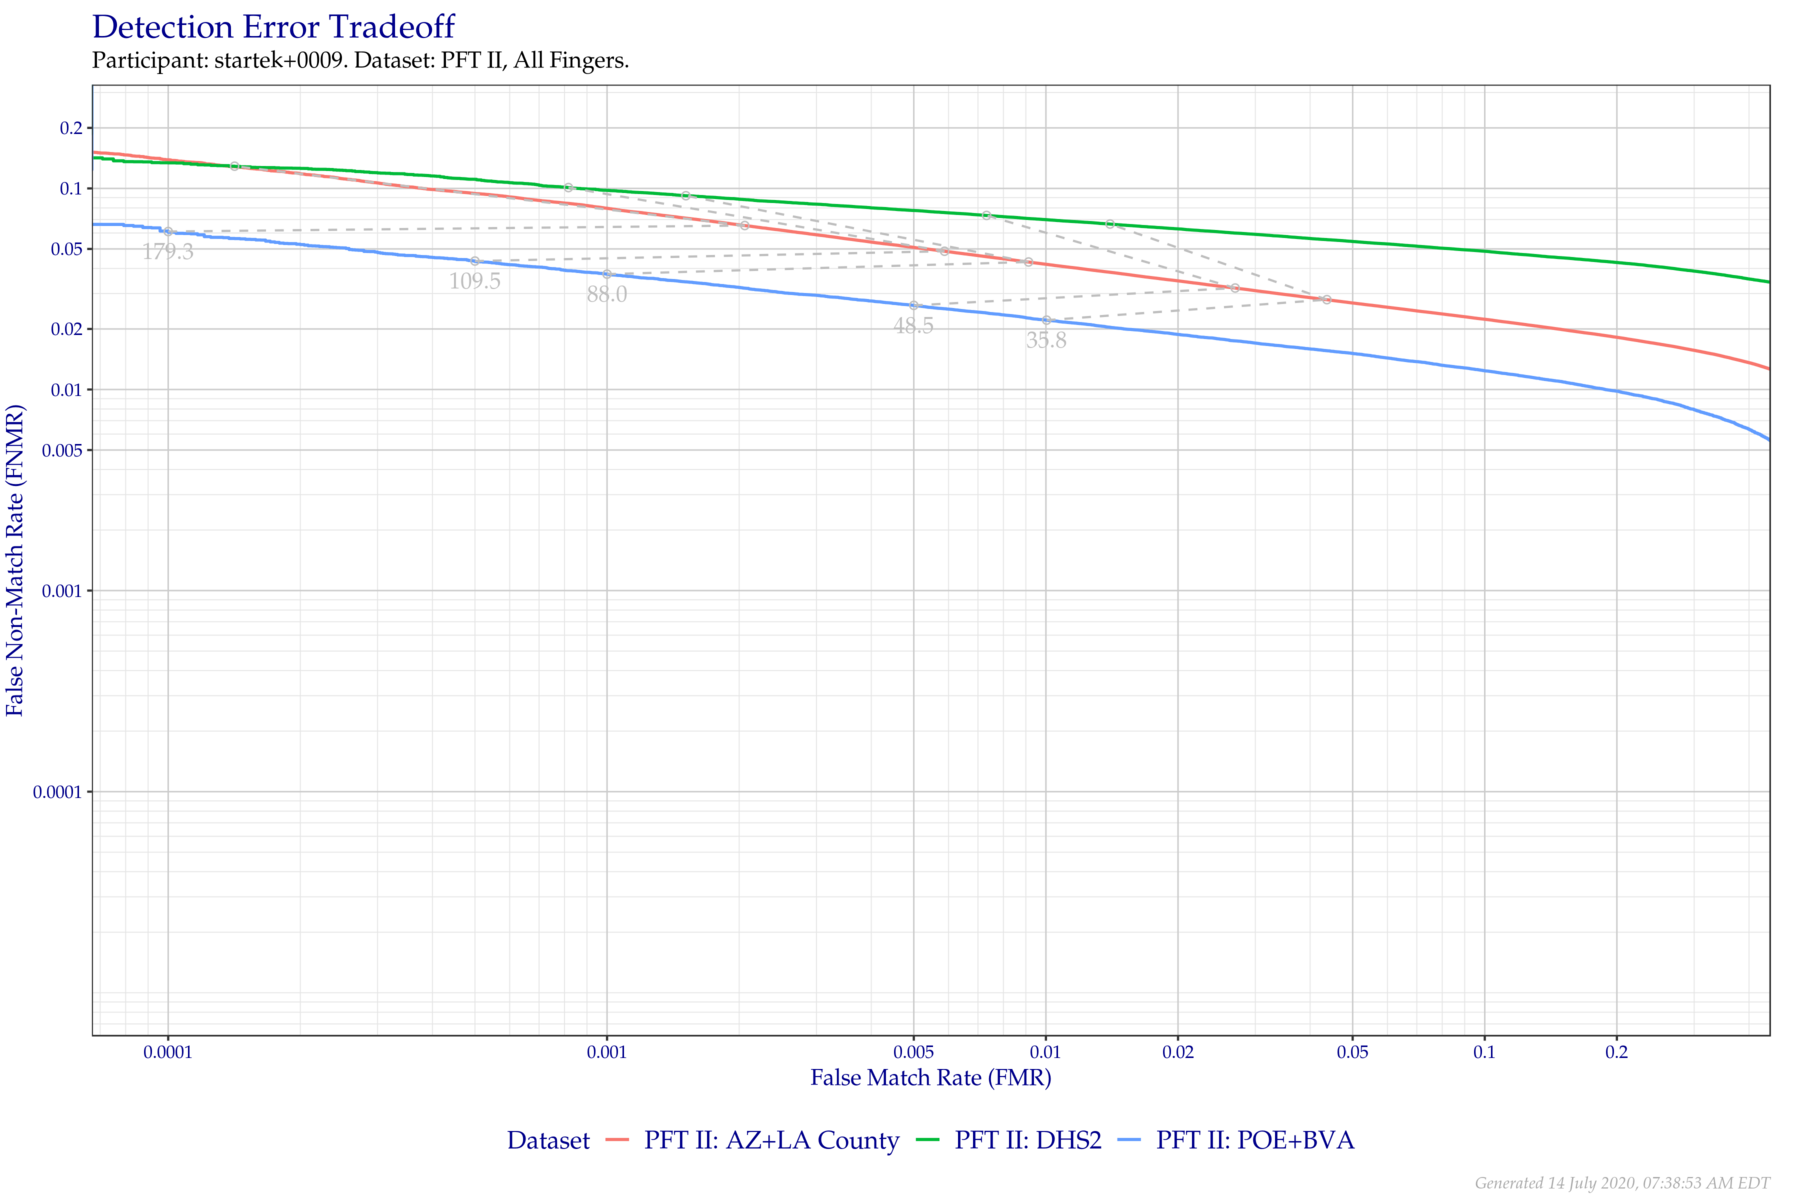 Detection Error Tradeoff
Participant: startek+0009. Dataset: PFT II, All Fingers.
False Non-Match Rate (FNMR)
0.2
0.1
0.05
0.02
0.01
0.005
0.001
0.0001
179.3
109.5
88.0
48.5
35.8
0.0001 0.001 0.005 0.01 0.02 0.05 0.1 0.2
False Match Rate (FMR)
Dataset PFT II: AZ+LA County PFT II: DHS2 PFT II: POE+BVA
Generated 14 July 2020, 07:38:53 AM EDT